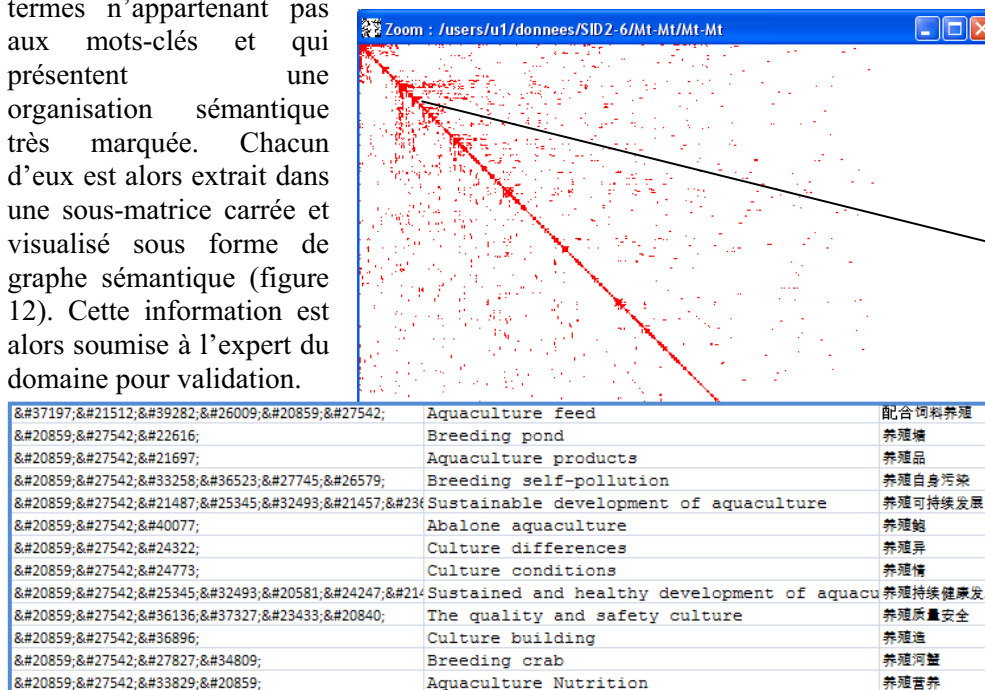 termes n’appartenant pas
aux mots-clés et qui
présentent une
organisation sémantique
très marquée. Chacun
d’eux est alors extrait dans
une sous-matrice carrée et
visualisé sous forme de
graphe sémantique (figure
12). Cette information est
alors soumise à l’expert du
domaine pour validation.
Zoom : /users/u1/donnees/SID2-6/Mt-Mt/Mt-Mt
&#37197;&#21512;&#39282;&#26009;&#20859;&#27542; Aquaculture feed 配合饲料养殖
&#20859;&#27542;&#22616; Breeding pond 养殖塘
&#20859;&#27542;&#21697; Aquaculture products 养殖品
&#20859;&#27542;&#33258;&#36523;&#27745;&#26579; Breeding self-pollution 养殖自身污染
&#20859;&#27542;&#21487;&#25345;&#32493;&#21457;&#23 Sustainable development of aquaculture 养殖可持续发展
&#20859;&#27542;&#40077; Abalone aquaculture 养殖鲍
&#20859;&#27542;&#24322; Culture differences 养殖异
&#20859;&#27542;&#24773; Culture conditions 养殖情
&#20859;&#27542;&#25345;&#32493;&#20581;&#24247;&#21 Sustained and healthy development of aquacu 养殖持续健康发
&#20859;&#27542;&#36136;&#37327;&#23433;&#20840; The quality and safety culture 养殖质量安全
&#20859;&#27542;&#36896; Culture building 养殖造
&#20859;&#27542;&#27827;&#34809; Breeding crab 养殖河蟹
&#20859;&#27542;&#33829;&#20859; Aquaculture Nutrition 养殖营养